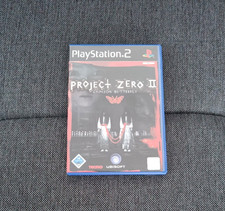 PlayStation 2
PROJECT ZERO II
CRIMSON BUTTERFLY
UBISOFT